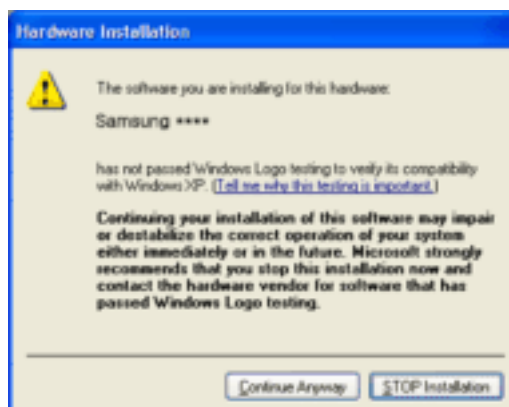 Hardware Installation
The software you are installing for this hardware:
Samsung ****
has not passed Windows Logo testing to verify its compatibility
with Windows XP. (Tell me why this testing is important.)
Continuing your installation of this software may impair
or destabilize the correct operation of your system
either immediately or in the future. Microsoft strongly
recommends that you stop this installation now and
contact the hardware vendor for software that has
passed Windows Logo testing.
Continue Anyway STOP Installation